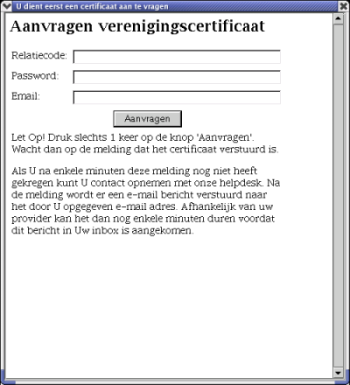 U dient eerst een certificaat aan te vragen
Aanvragen verenigingscertificaat
Relatiecode:
Password:
Email:
Aanvragen
Let Op! Druk slechts 1 keer op de knop 'Aanvragen'.
Wacht dan op de melding dat het certificaat verstuurd is.
Als U na enkele minuten deze melding nog niet heeft
gekregen kunt U contact opnemen met onze helpdesk. Na
de melding wordt er een e-mail bericht verstuurd naar
het door U opgegeven e-mail adres. Afhankelijk van uw
provider kan het dan nog enkele minuten duren voordat
dit bericht in Uw inbox is aangekomen.